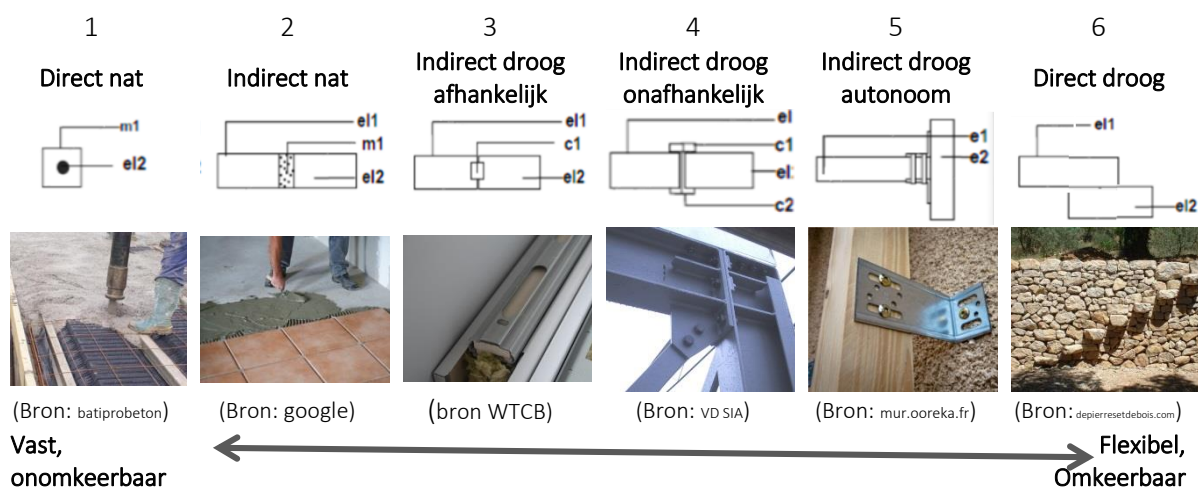 1
2
3
4
5
6
Direct nat
Indirect nat
Indirect droog
afhankelijk
Indirect droog
onafhankelijk
Indirect droog
autonoom
Direct droog
m1
el2
el1
m1
el2
el1
c1
el2
el
c1
el
c2
e1
e2
el1
el2
(Bron: batiprobeton)
(Bron: google)
(bron WTCB)
(Bron: VD SIA)
(Bron: mur.ooreka.fr)
(Bron: depierresetdebois.com)
Vast,
onomkeerbaar
Flexibel,
Omkeerbaar